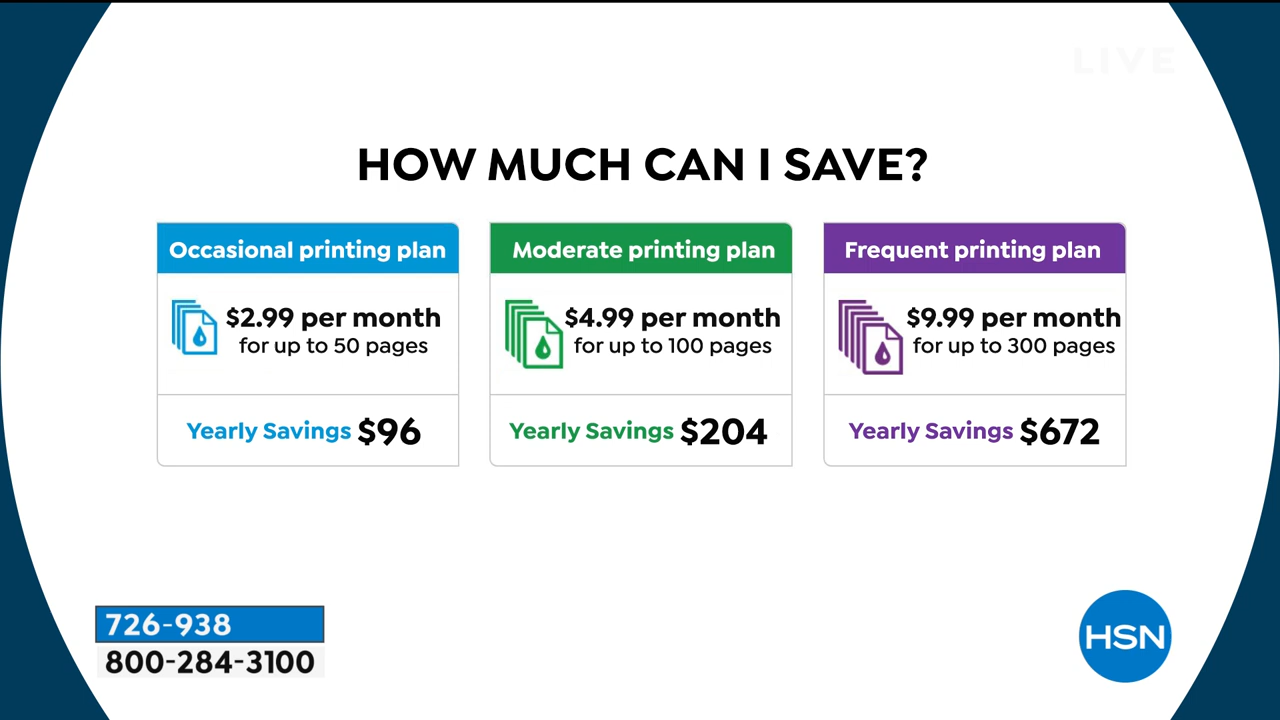 LIVE
HOW MUCH CAN I SAVE?
Occasional printing plan
$2.99 per month
for up to 50 pages
Yearly Savings $96
Moderate printing plan
$4.99 per month
for up to 100 pages
Yearly Savings $204
Frequent printing plan
$9.99 per month
for up to 300 pages
Yearly Savings $672
726-938
800-284-3100
HSN